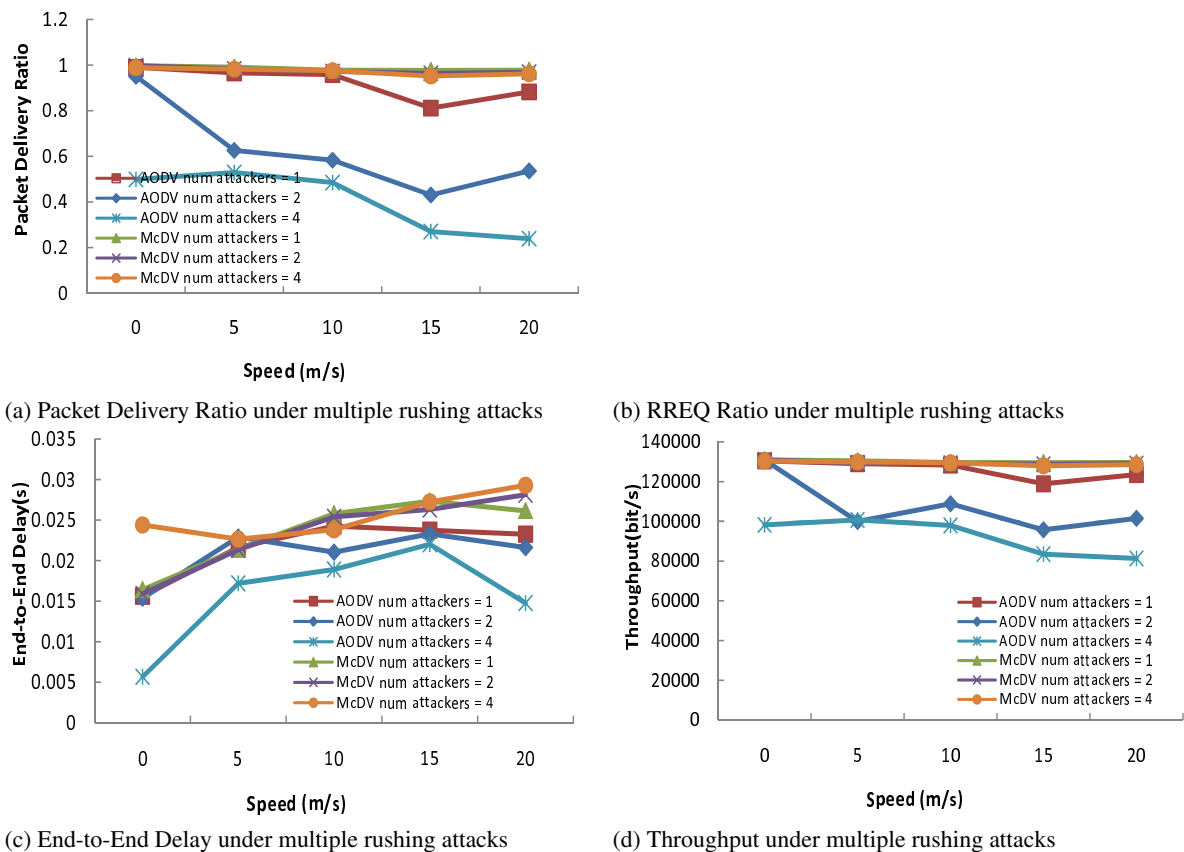 1.2
1
0.8
0.6
0.4
0.2
0
Packet Delivery Ratio
AODV num attackers = 1
AODV num attackers = 2
AODV num attackers = 4
McDV num attackers = 1
McDV num attackers = 2
McDV num attackers = 4
0 5 10 15 20
Speed (m/s)
(a) Packet Delivery Ratio under multiple rushing attacks
(b) RREQ Ratio under multiple rushing attacks
0.035
0.03
0.025
0.02
0.015
0.01
0.005
0
End-to-End Delay(s)
AODV num attackers = 1
AODV num attackers = 2
AODV num attackers = 4
McDV num attackers = 1
McDV num attackers = 2
McDV num attackers = 4
0 5 10 15 20
Speed (m/s)
(c) End-to-End Delay under multiple rushing attacks
140000
120000
100000
80000
60000
40000
20000
0
Throughput(bit/s)
AODV num attackers = 1
AODV num attackers = 2
AODV num attackers = 4
McDV num attackers = 1
McDV num attackers = 2
McDV num attackers = 4
0 5 10 15 20
Speed (m/s)
(d) Throughput under multiple rushing attacks